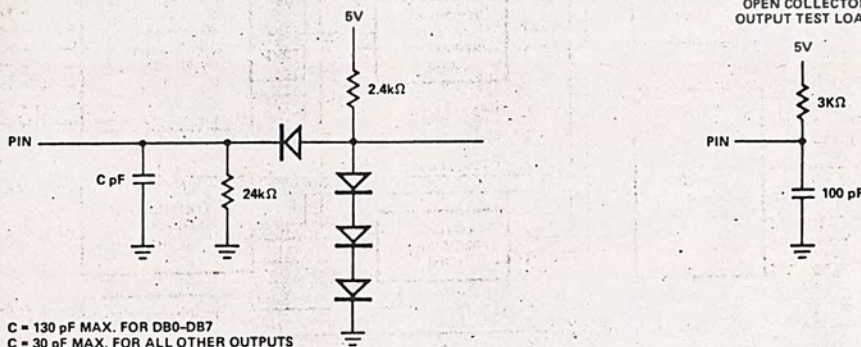 OPEN COLLECTOR
OUTPUT TEST LOA
5V
2.4kΩ
PIN
C pF
24kΩ
5V
3KΩ
PIN
100 pF
C = 130 pF MAX. FOR DB0-DB7
C = 30 pF MAX. FOR ALL OTHER OUTPUTS